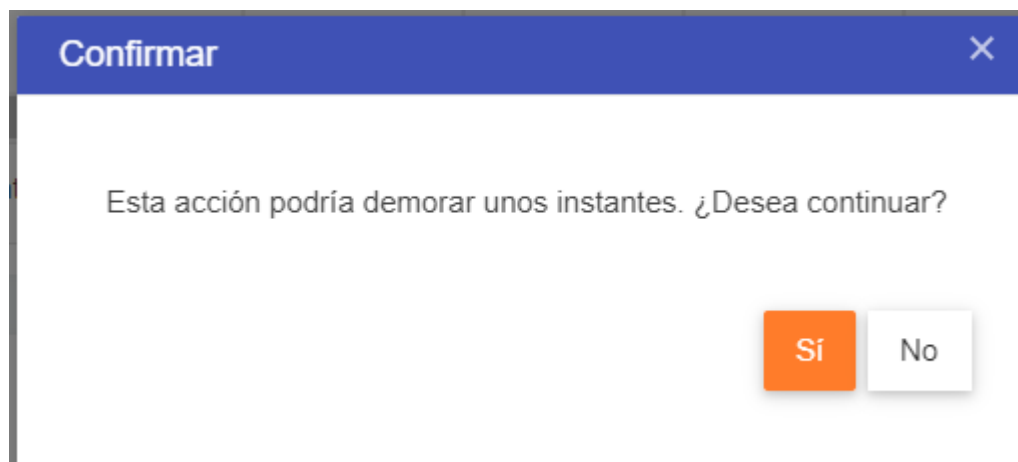 Confirmar
Esta acción podría demorar unos instantes. ¿Desea continuar?
Sí No